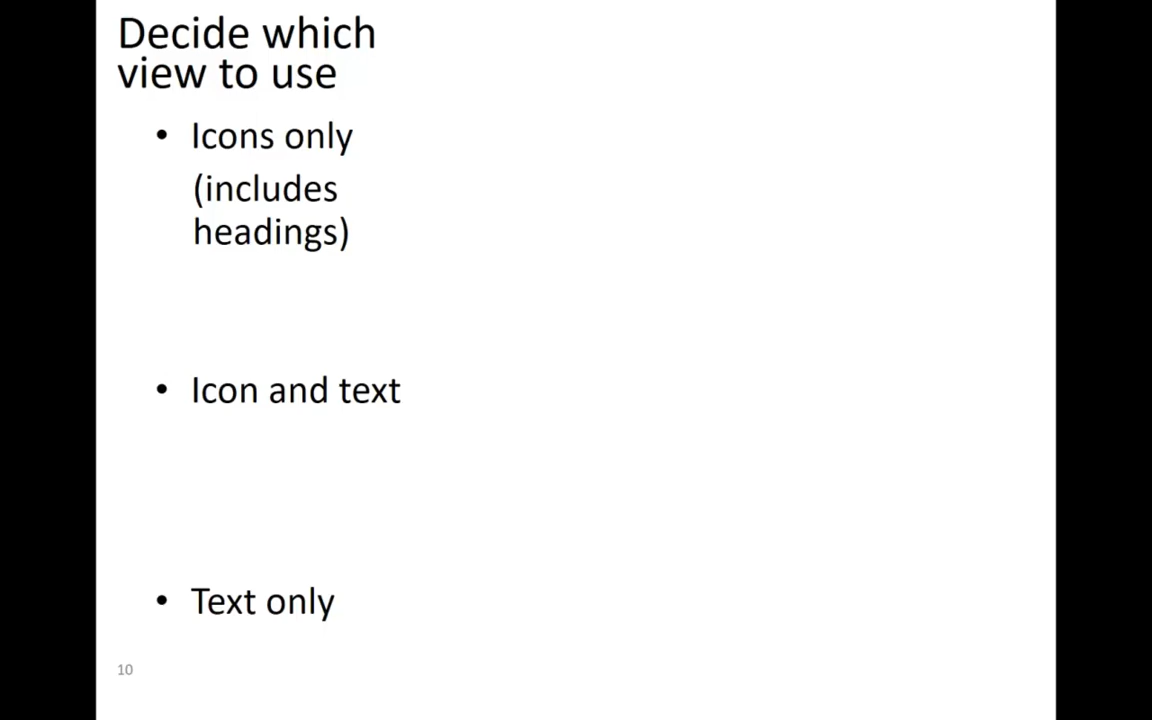 Decide which
view to use
• Icons only
(includes
headings)
• Icon and text
• Text only
10